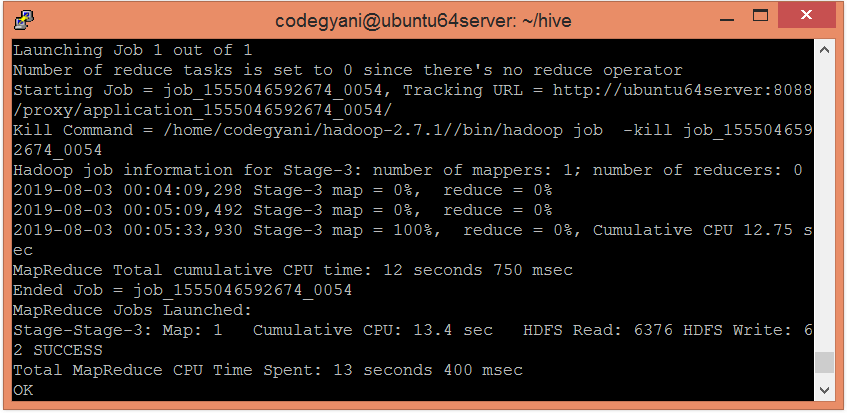 codegyani@ubuntu64server: ~/hive
Launching Job 1 out of 1
Number of reduce tasks is set to 0 since there's no reduce operator
Starting Job = job_1555046592674_0054, Tracking URL = http://ubuntu64server:8088
/proxy/application_1555046592674_0054/
Kill Command = /home/codegyani/hadoop-2.7.1//bin/hadoop job  -kill job_155504659
2674_0054
Hadoop job information for Stage-3: number of mappers: 1; number of reducers: 0
2019-08-03 00:04:09,298 Stage-3 map = 0%,  reduce = 0%
2019-08-03 00:05:09,492 Stage-3 map = 0%,  reduce = 0%
2019-08-03 00:05:33,930 Stage-3 map = 100%,  reduce = 0%, Cumulative CPU 12.75 s
ec
MapReduce Total cumulative CPU time: 12 seconds 750 msec
Ended Job = job_1555046592674_0054
MapReduce Jobs Launched:
Stage-Stage-3: Map: 1   Cumulative CPU: 13.4 sec   HDFS Read: 6376 HDFS Write: 6
2 SUCCESS
Total MapReduce CPU Time Spent: 13 seconds 400 msec
OK